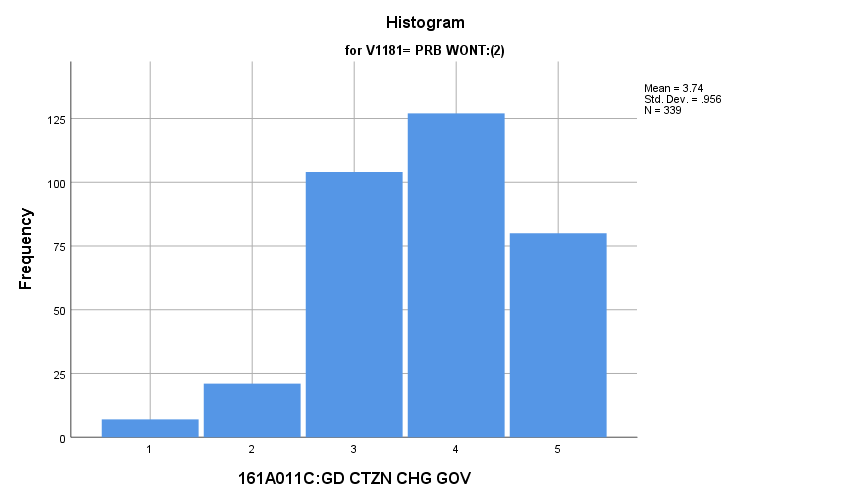 Histogram
for V1181= PRB WONT:(2)
Mean = 3.74
Std. Dev. = .956
N = 339
125
100
75
50
25
0
Frequency
1 2 3 4 5
161A011C:GD CTZN CHG GOV